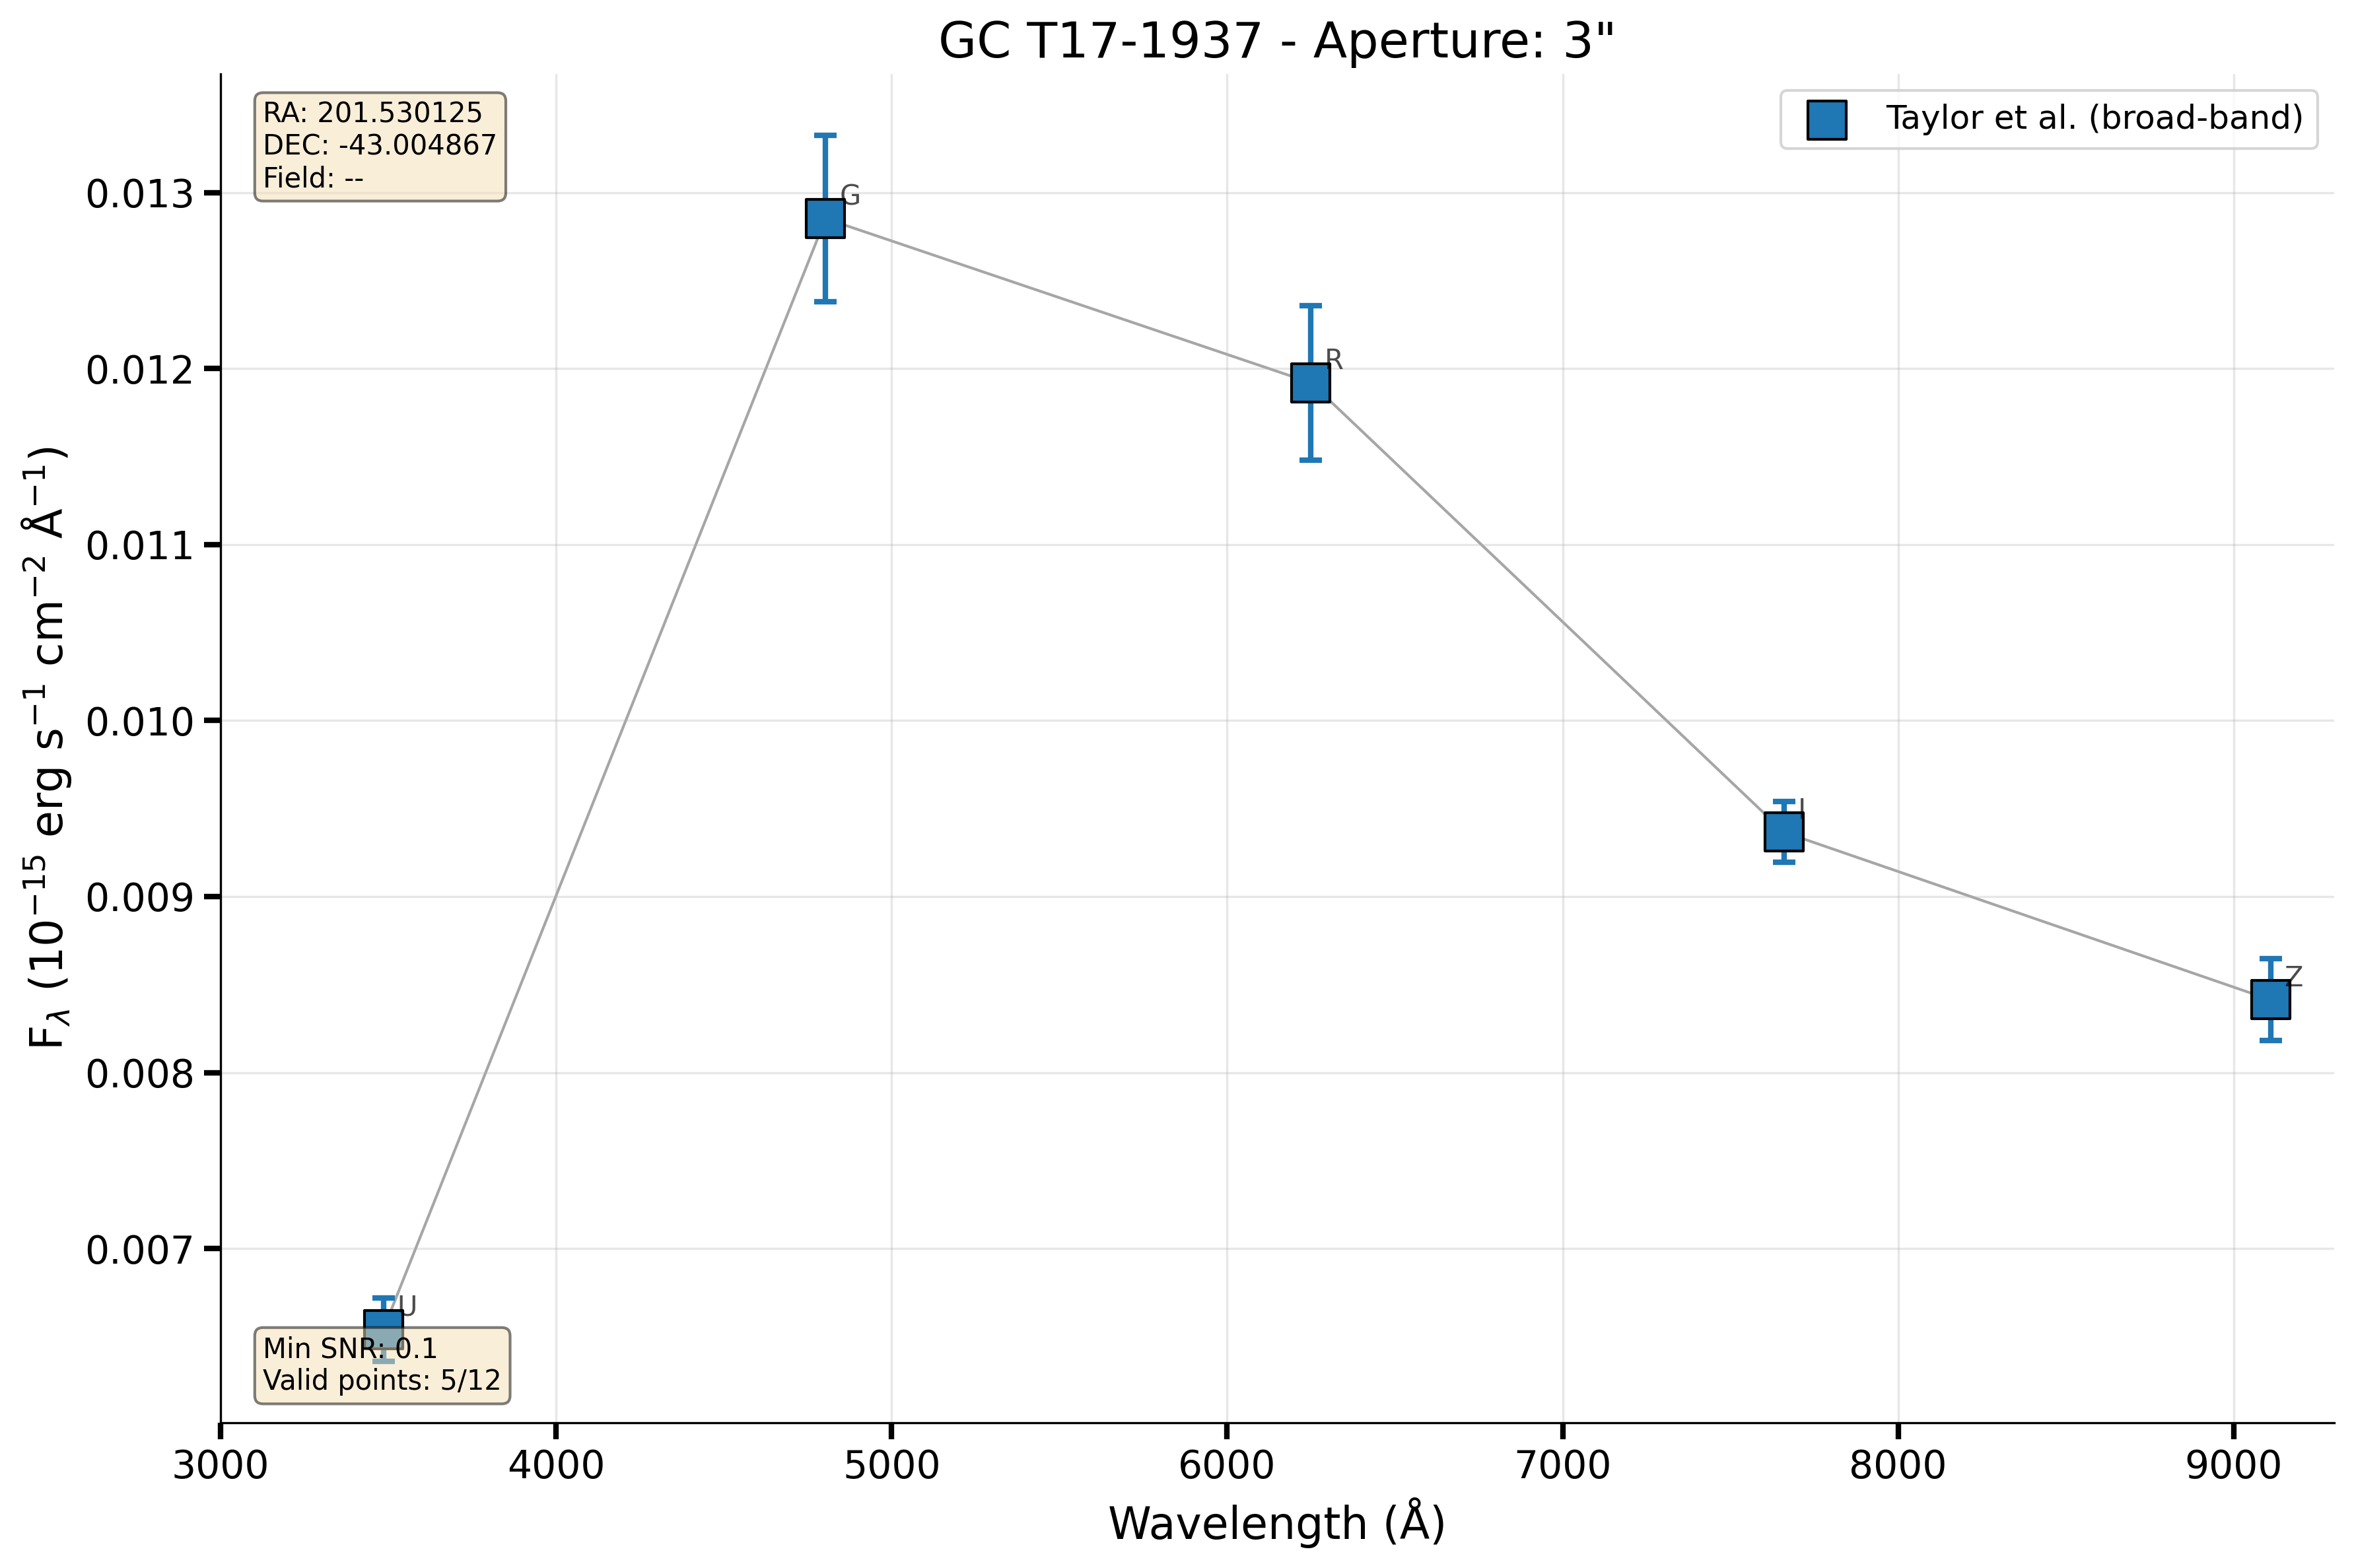 GC T17-1937 - Aperture: 3"
RA: 201.530125
DEC: -43.004867
Field: --
Taylor et al. (broad-band)
G
R
I
Z
U
Min SNR: 0.1
Valid points: 5/12
0.013
0.012
0.011
0.010
0.009
0.008
0.007
F_λ (10⁻¹⁵ erg s⁻¹ cm⁻² Å⁻¹)
3000 4000 5000 6000 7000 8000 9000
Wavelength (Å)